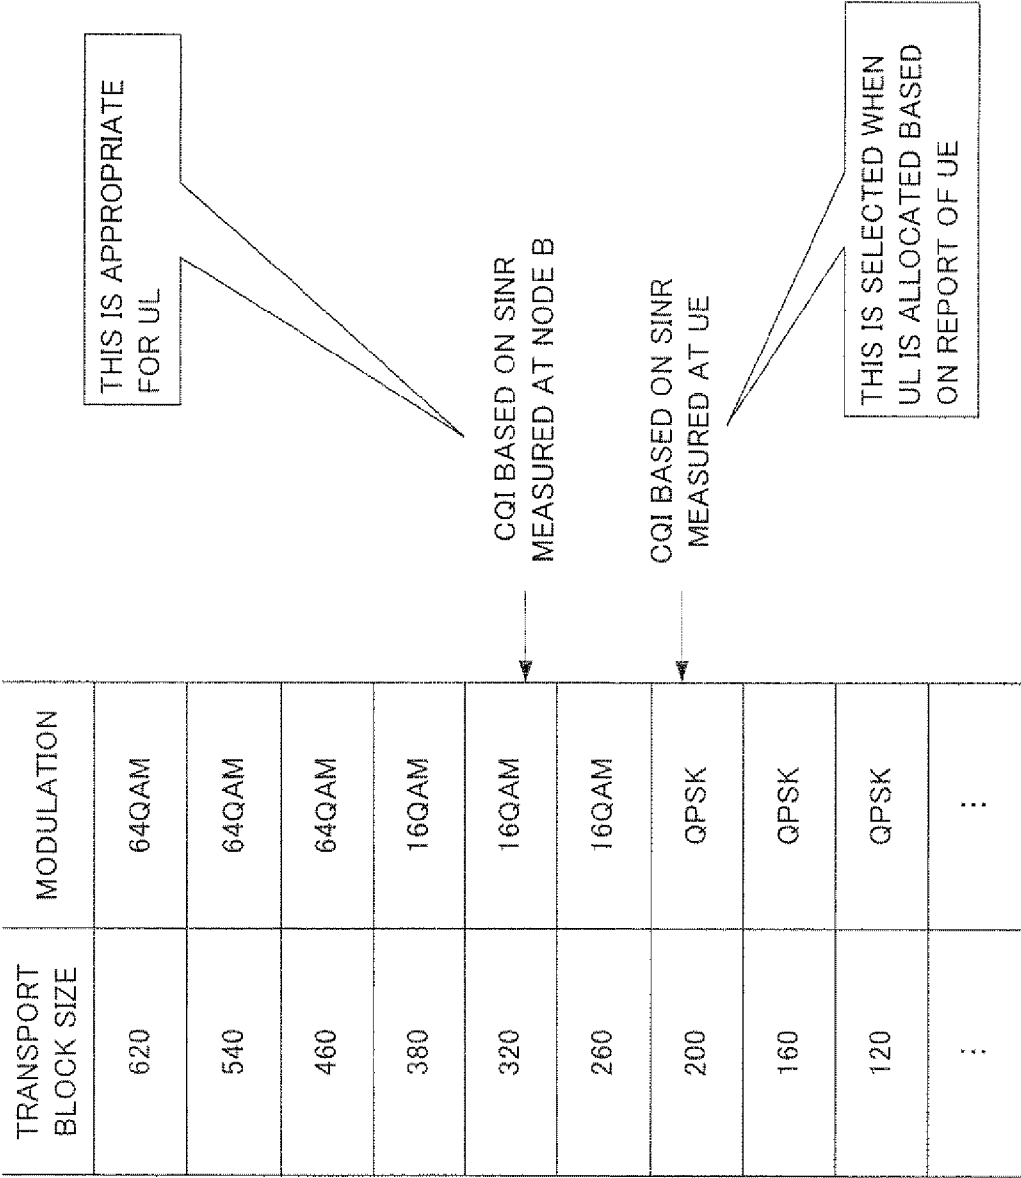 TRANSPORT
BLOCK SIZE
MODULATION
620 64QAM
540 64QAM
460 64QAM
380 16QAM
320 16QAM
260 16QAM
200 QPSK
160 QPSK
120 QPSK
... ...
THIS IS APPROPRIATE
FOR UL
CQI BASED ON SINR
MEASURED AT NODE B
CQI BASED ON SINR
MEASURED AT UE
THIS IS SELECTED WHEN
UL IS ALLOCATED BASED
ON REPORT OF UE